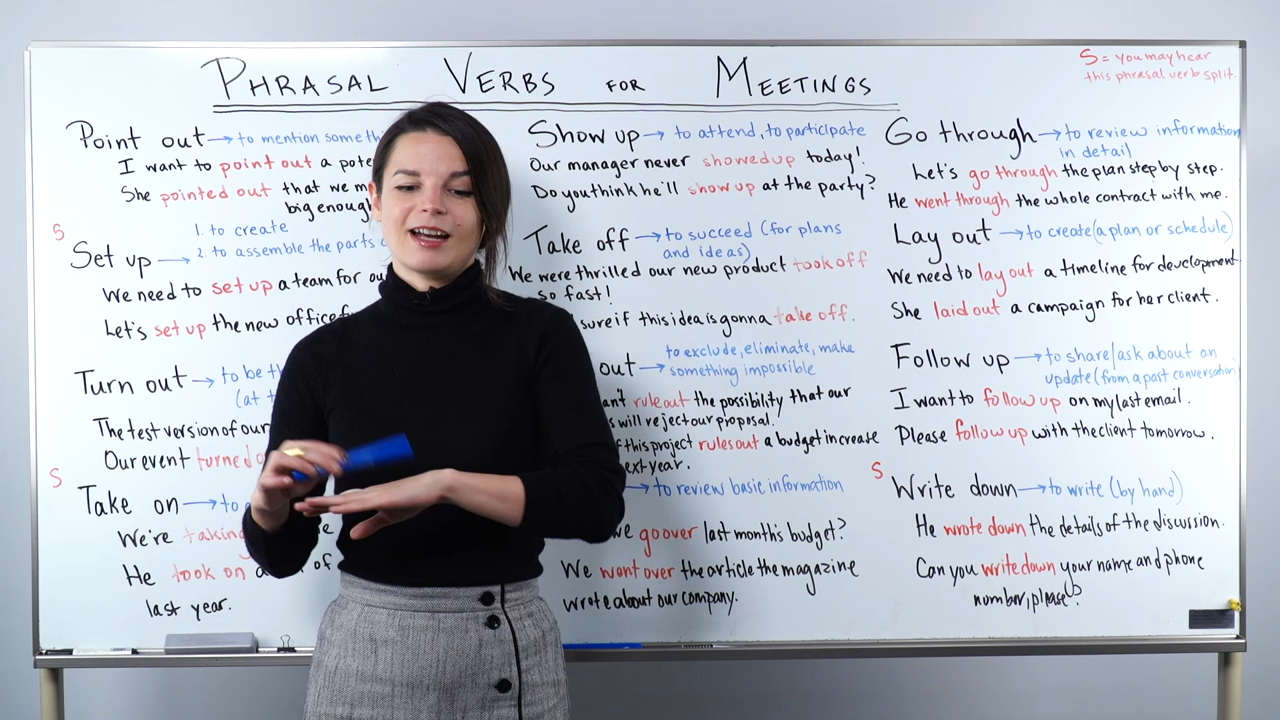 PHRASAL VERBS FOR MEETINGS
S = you may hear
this phrasal verb split.
Point out → to mention
I want to point out a
She pointed out that we
big enough
S
Set up → 1. to create
2. to assemble the parts
We need to set up a team for
Let's set up the new office
Turn out → to be
(at
The test version of our
Our event
S
Take on → to
We're taking
He took on of
last year.
Show up → to attend, to participate
Our manager never showed up today!
Do you think he'll show up at the party?
Take off → to succeed (for plans
and ideas)
We were thrilled our new product took off
so fast!
sure if this idea is gonna take off.
out → to exclude, eliminate, make
something impossible
rule out the possibility that our
will reject our proposal.
this project rules out a budget increase
year.
→ to review basic information
go over last month's budget?
We went over the article the magazine
wrote about our company.
Go through → to review information
in detail
Let's go through the plan step by step.
He went through the whole contract with me.
Lay out → to create (a plan or schedule)
We need to lay out a timeline for development
She laid out a campaign for her client.
Follow up → to share/ask about an
update (from a past conversation)
I want to follow up on my last email.
Please follow up with the client tomorrow.
S
Write down → to write (by hand)
He wrote down the details of the discussion.
Can you write down your name and phone
number, please?